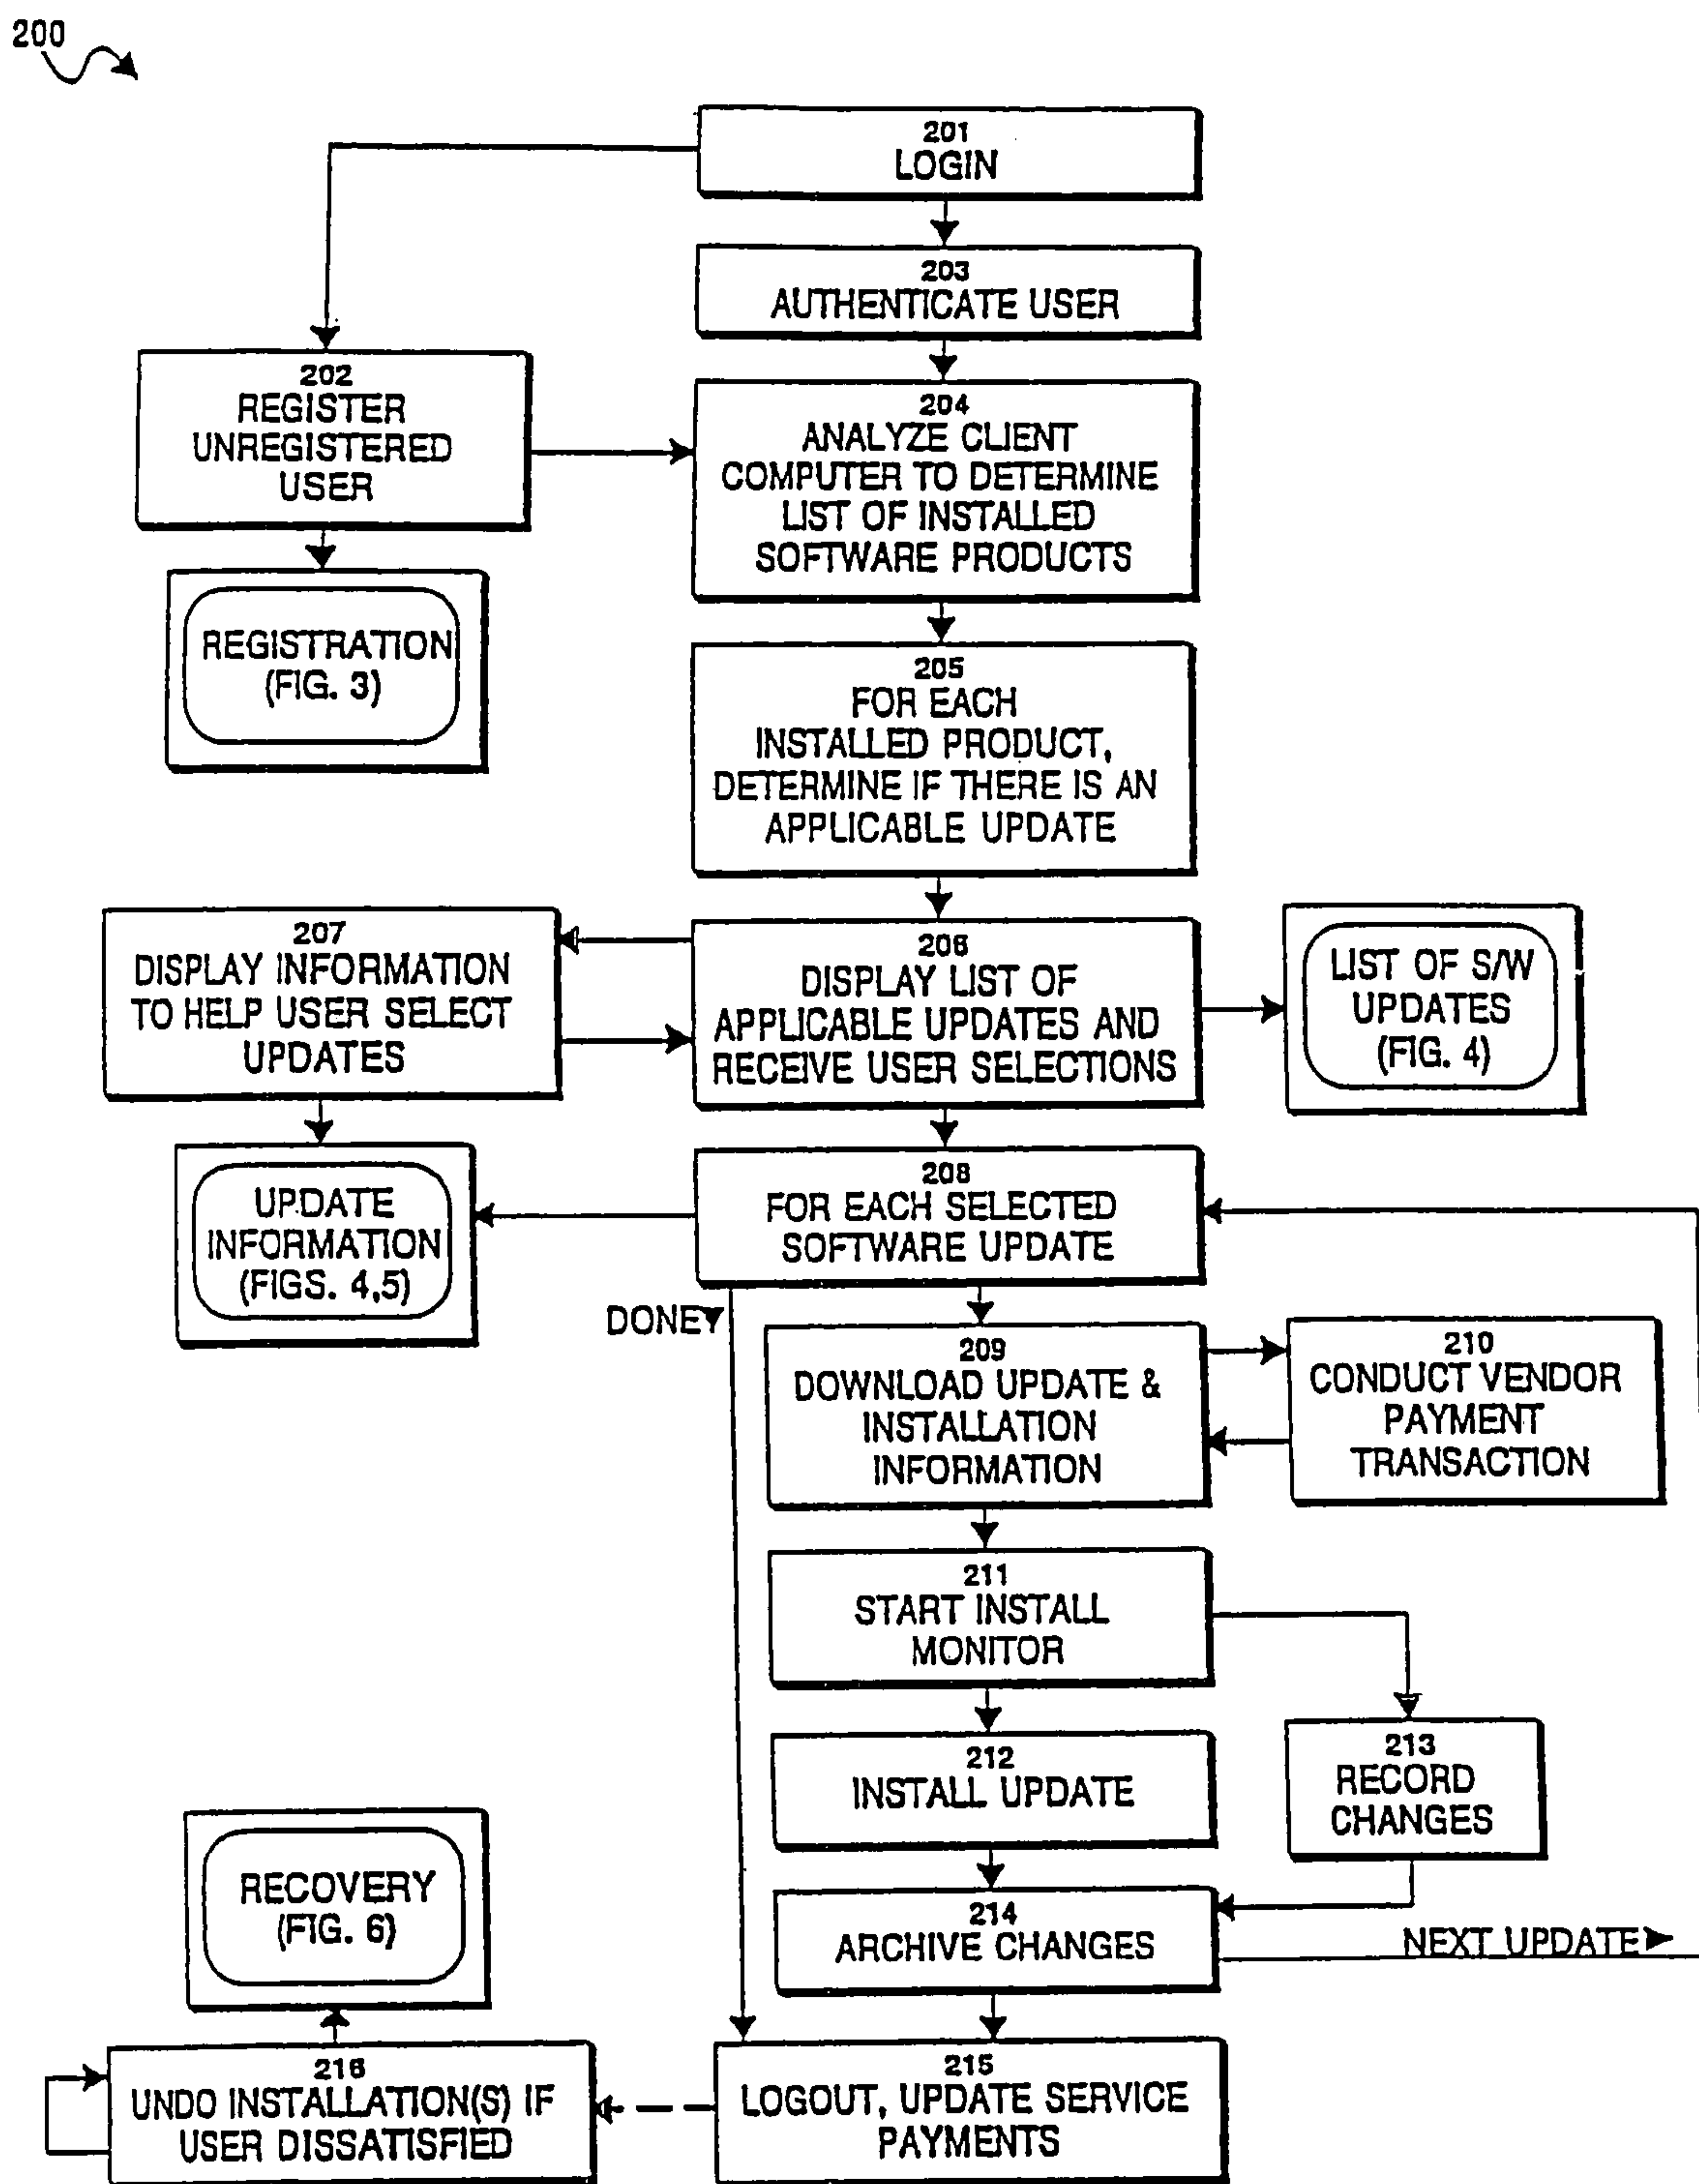 200
201
LOGIN
203
AUTHENTICATE USER
202
REGISTER
UNREGISTERED
USER
204
ANALYZE CLIENT
COMPUTER TO DETERMINE
LIST OF INSTALLED
SOFTWARE PRODUCTS
REGISTRATION
(FIG. 3)
205
FOR EACH
INSTALLED PRODUCT,
DETERMINE IF THERE IS AN
APPLICABLE UPDATE
207
DISPLAY INFORMATION
TO HELP USER SELECT
UPDATES
206
DISPLAY LIST OF
APPLICABLE UPDATES AND
RECEIVE USER SELECTIONS
LIST OF S/W
UPDATES
(FIG. 4)
UPDATE
INFORMATION
(FIGS. 4,5)
208
FOR EACH SELECTED
SOFTWARE UPDATE
DONE
209
DOWNLOAD UPDATE &
INSTALLATION
INFORMATION
210
CONDUCT VENDOR
PAYMENT
TRANSACTION
211
START INSTALL
MONITOR
212
INSTALL UPDATE
213
RECORD
CHANGES
RECOVERY
(FIG. 6)
214
ARCHIVE CHANGES
NEXT UPDATE
216
UNDO INSTALLATION(S) IF
USER DISSATISFIED
215
LOGOUT, UPDATE SERVICE
PAYMENTS